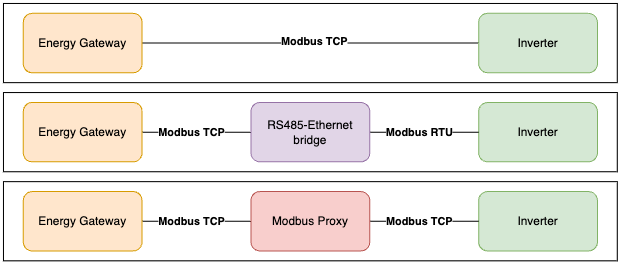 Energy Gateway
Modbus TCP
Inverter
Energy Gateway
Modbus TCP
RS485-Ethernet
bridge
Modbus RTU
Inverter
Energy Gateway
Modbus TCP
Modbus Proxy
Modbus TCP
Inverter